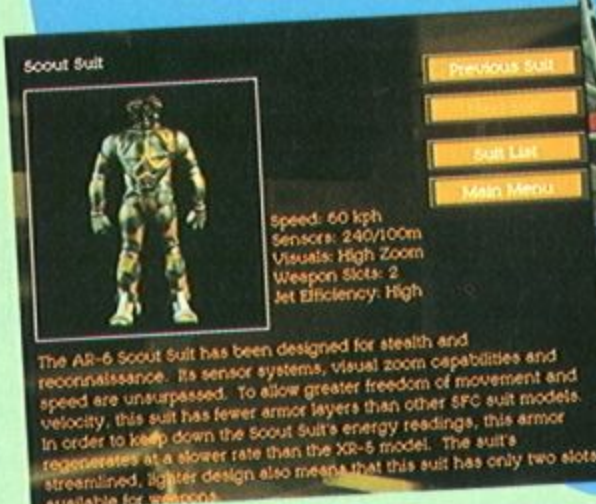 Scout Suit
Previous Suit
Suit List
Main Menu
Speed: 60 kph
Sensors: 240/100m
Visuals: High Zoom
Weapon Slots: 2
Jet Efficiency: High
The AR-6 Scout Suit has been designed for stealth and
reconnaissance. Its sensor systems, visual zoom capabilities and
speed are unsurpassed. To allow greater freedom of movement and
velocity, this suit has fewer armor layers than other SFC suit models.
In order to keep down the Scout Suit's energy readings, this armor
regenerates at a slower rate than the XR-5 model. The suit's
streamlined, lighter design also means that this suit has only two slots
available for weapons.